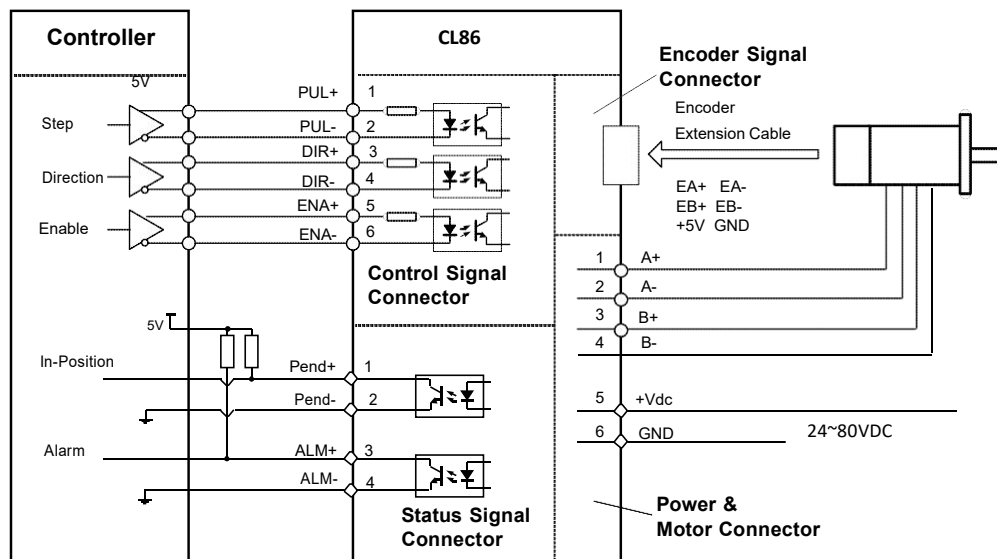 Controller
CL86
5V
Step
Direction
Enable
PUL+ 1
PUL- 2
DIR+ 3
DIR- 4
ENA+ 5
ENA- 6
Control Signal
Connector
Encoder Signal
Connector
Encoder
Extension Cable
EA+ EA-
EB+ EB-
+5V GND
1 A+
2 A-
3 B+
4 B-
5 +Vdc
6 GND
24~80VDC
5V
In-Position
Alarm
Pend+ 1
Pend- 2
ALM+ 3
ALM- 4
Status Signal
Connector
Power &
Motor Connector